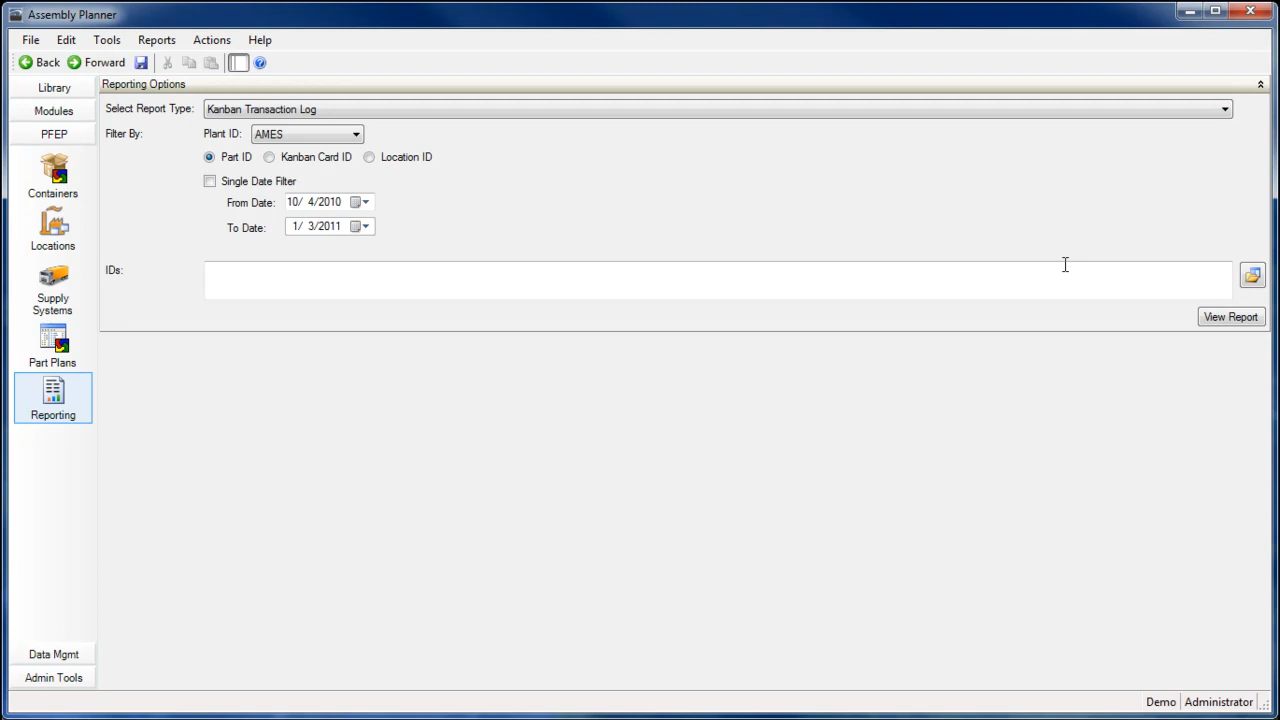 Assembly Planner
File Edit Tools Reports Actions Help
Back Forward
Library
Modules
PFEP
Containers
Locations
Supply
Systems
Part Plans
Reporting
Data Mgmt
Admin Tools
Reporting Options
Select Report Type: Kanban Transaction Log
Filter By: Plant ID: AMES
Part ID Kanban Card ID Location ID
Single Date Filter
From Date: 10/ 4/2010
To Date: 1/ 3/2011
IDs:
View Report
Demo Administrator